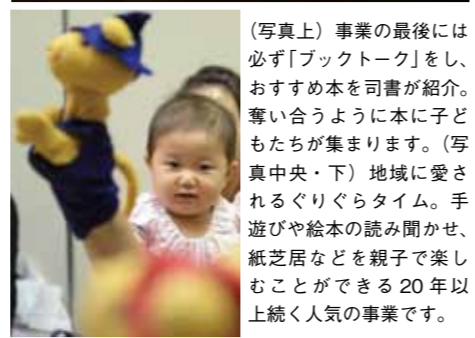 （写真上）事業の最後には
必ず「ブックトーク」をし、
おすすめ本を司書が紹介。
奪い合うように本に子ど
もたちが集まります。（写
真中央・下）地域に愛さ
れるぐりぐらタイム。手
遊びや絵本の読み聞かせ、
紙芝居などを親子で楽し
むことができる 20 年以
上続く人気の事業です。